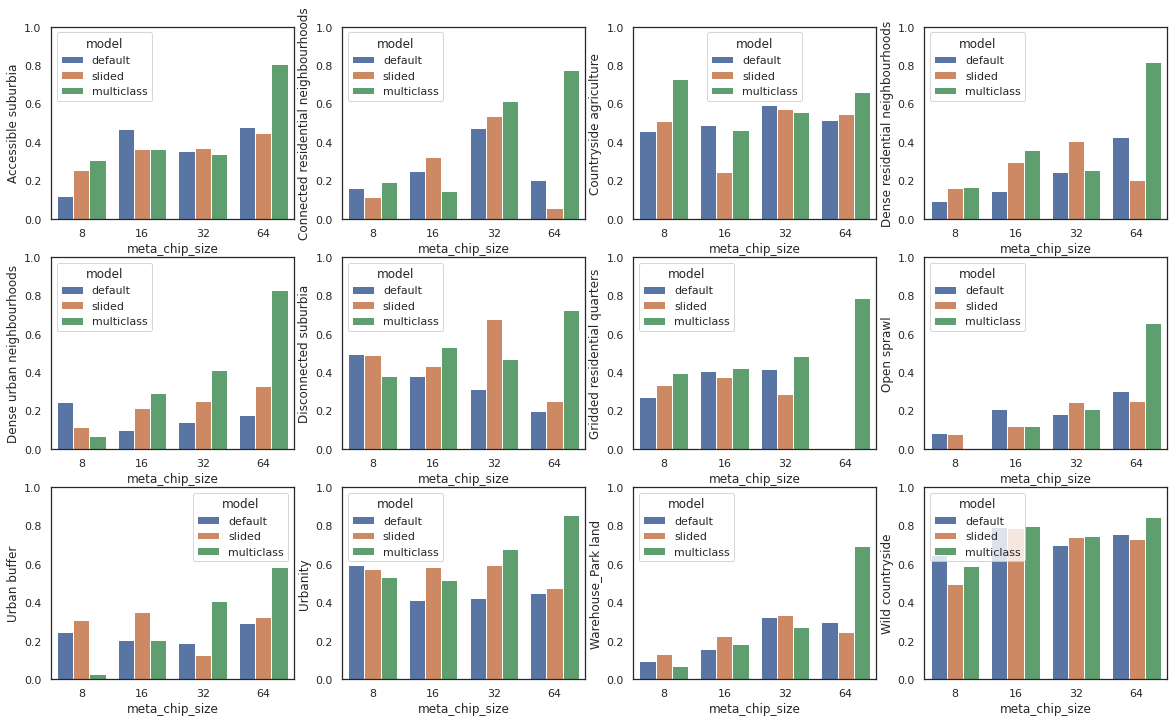 Accessible suburbia
1.0
0.8
0.6
0.4
0.2
0.0
model
default
slided
multiclass
8 16 32 64
meta_chip_size
Connected residential neighbourhoods
1.0
0.8
0.6
0.4
0.2
0.0
model
default
slided
multiclass
8 16 32 64
meta_chip_size
Countryside agriculture
1.0
0.8
0.6
0.4
0.2
0.0
model
default
slided
multiclass
8 16 32 64
meta_chip_size
Dense residential neighbourhoods
1.0
0.8
0.6
0.4
0.2
0.0
model
default
slided
multiclass
8 16 32 64
meta_chip_size
Dense urban neighbourhoods
1.0
0.8
0.6
0.4
0.2
0.0
model
default
slided
multiclass
8 16 32 64
meta_chip_size
Disconnected suburbia
1.0
0.8
0.6
0.4
0.2
0.0
model
default
slided
multiclass
8 16 32 64
meta_chip_size
Gridded residential quarters
1.0
0.8
0.6
0.4
0.2
0.0
model
default
slided
multiclass
8 16 32 64
meta_chip_size
Open sprawl
1.0
0.8
0.6
0.4
0.2
0.0
model
default
slided
multiclass
8 16 32 64
meta_chip_size
Urban buffer
1.0
0.8
0.6
0.4
0.2
0.0
model
default
slided
multiclass
8 16 32 64
meta_chip_size
Urbanity
1.0
0.8
0.6
0.4
0.2
0.0
model
default
slided
multiclass
8 16 32 64
meta_chip_size
Warehouse_Park land
1.0
0.8
0.6
0.4
0.2
0.0
model
default
slided
multiclass
8 16 32 64
meta_chip_size
Wild countryside
1.0
0.8
0.6
0.4
0.2
0.0
model
default
slided
multiclass
8 16 32 64
meta_chip_size